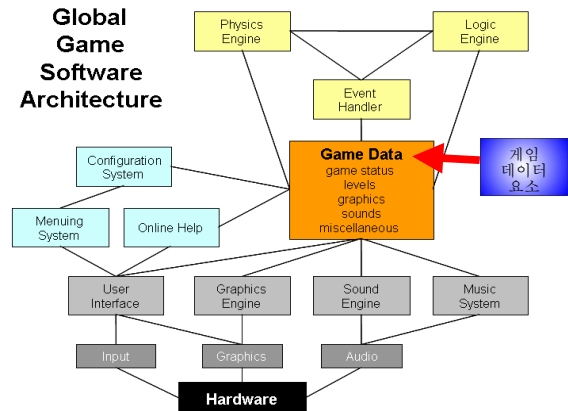 Global
Game
Software
Architecture
Physics
Engine
Logic
Engine
Event
Handler
Game Data
game status
levels
graphics
sounds
miscellaneous
게임
데이터
요소
Configuration
System
Menuing
System
Online Help
User
Interface
Graphics
Engine
Sound
Engine
Music
System
Input
Graphics
Audio
Hardware